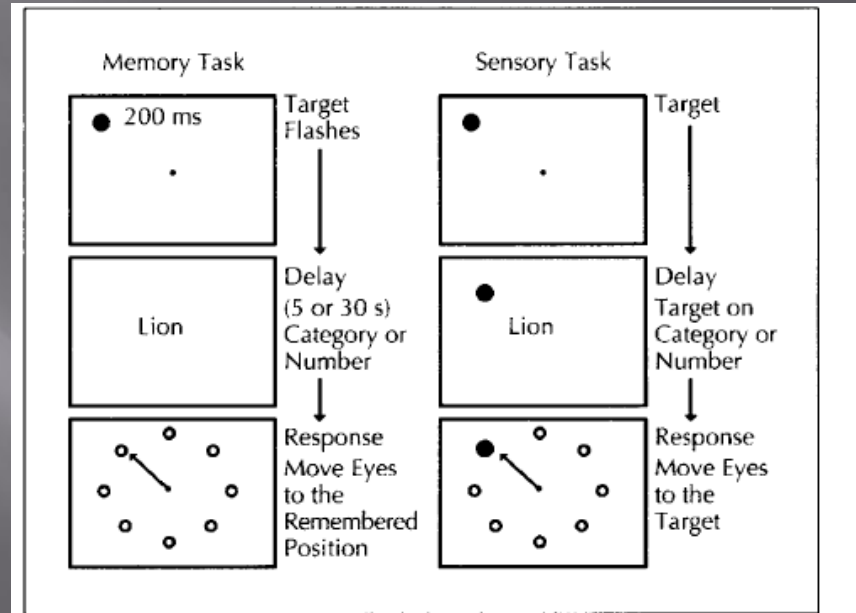 Memory Task
200 ms
Target
Flashes
Lion
Delay
(5 or 30 s)
Category or
Number
Response
Move Eyes
to the
Remembered
Position
Sensory Task
Target
Lion
Delay
Target on
Category or
Number
Response
Move Eyes
to the
Target